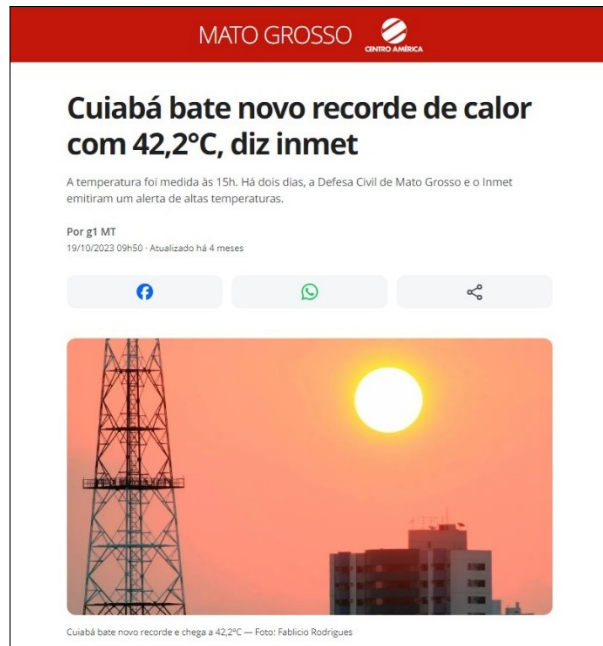 MATO GROSSO
CENTRO AMÉRICA
Cuiabá bate novo recorde de calor
com 42,2°C, diz inmet
A temperatura foi medida às 15h. Há dois dias, a Defesa Civil de Mato Grosso e o Inmet
emitiram um alerta de altas temperaturas.
Por g1 MT
19/10/2023 09h50 · Atualizado há 4 meses
Cuiabá bate novo recorde e chega a 42,2ºC — Foto: Fablicio Rodrigues